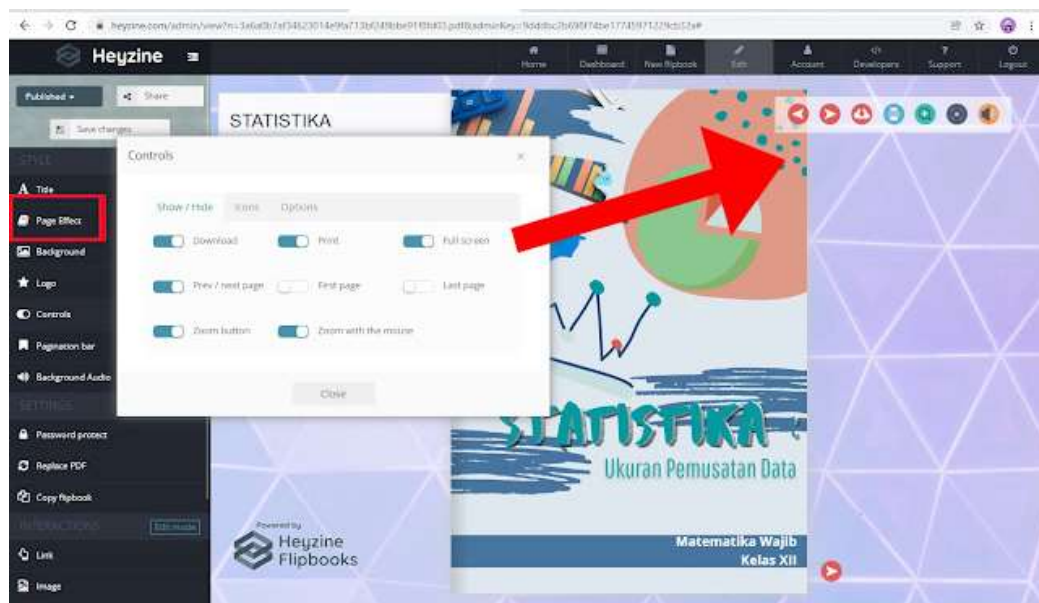 Heyzine
Home
Dashboard
New flipbook
Edit
Account
Developers
Support
Logout
Published
Share
Save changes
STYLE
Title
Page Effect
Background
Logo
Controls
Pagination bar
Background Audio
SETTINGS
Password protect
Replace PDF
Copy flipbook
INTERACTIONS
Edit mode
Link
Image
STATISTIKA
Controls
×
Show / Hide Icons Options
Download Print Full screen
Prev / next page First page Last page
Zoom button Zoom with the mouse
Close
STATISTIKA
Ukuran Pemusatan Data
Matematika Wajib
Kelas XII
Powered by
Heyzine
Flipbooks